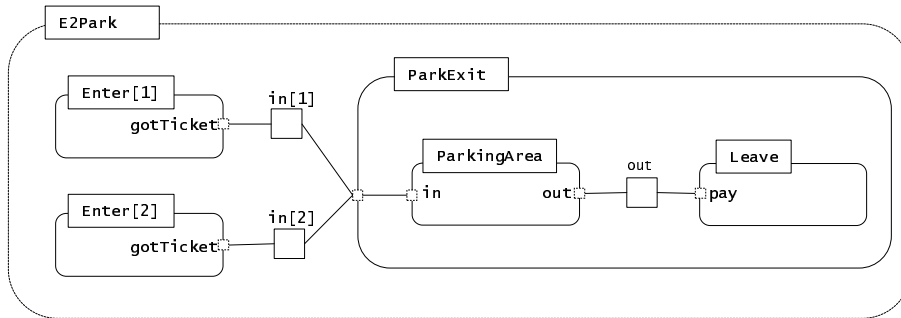 E2Park
ParkExit
Enter[1]
in[1]
gotTicket
ParkingArea
out
Leave
in
out
pay
Enter[2]
in[2]
gotTicket